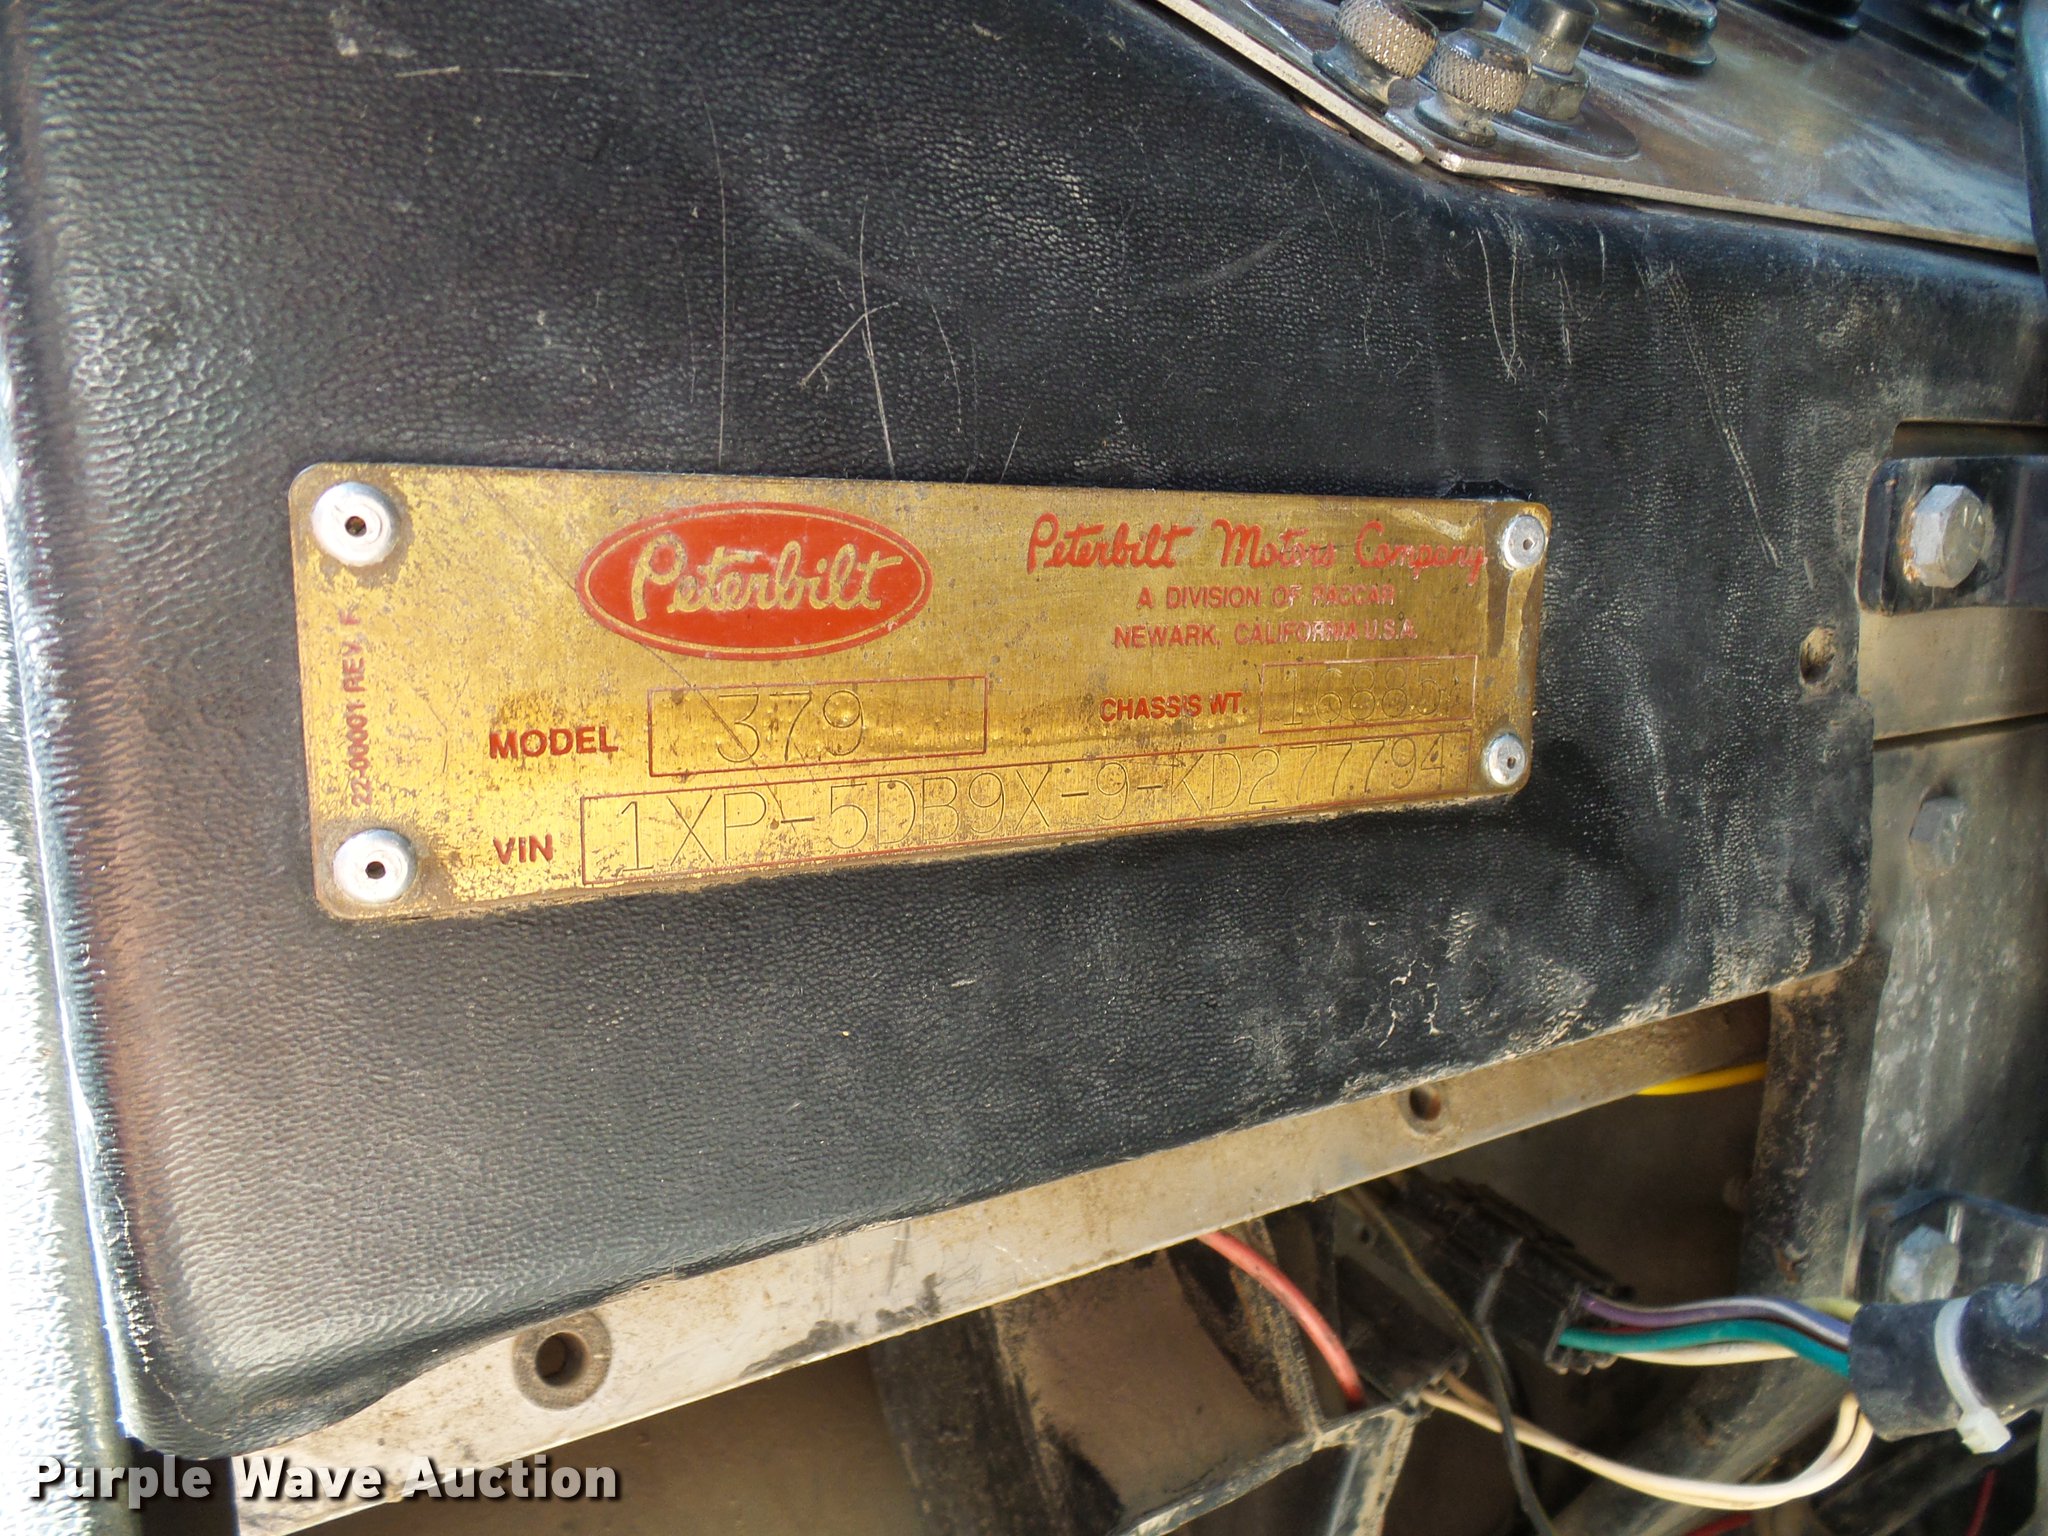 Peterbilt
Peterbilt Motors Company
A DIVISION OF PACCAR
NEWARK, CALIFORNIA U.S.A.
22-00001 REV. F
MODEL 379
CHASSIS WT. 16885
VIN 1XP-5DB9X-9-KD277794
Purple Wave Auction